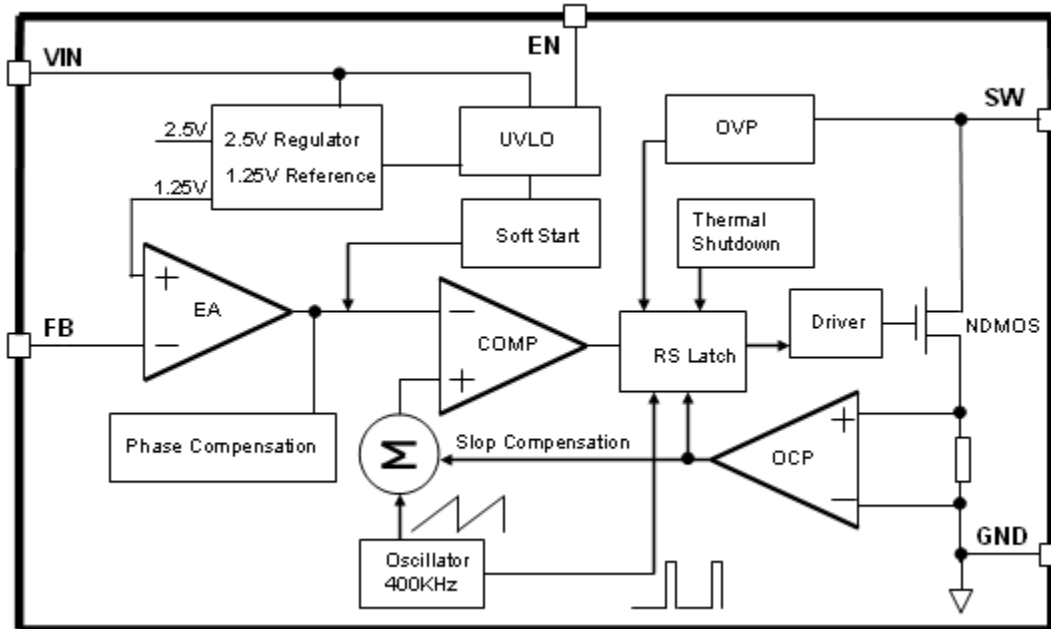 EN
VIN
SW
2.5V
2.5V Regulator
1.25V Reference
UVLO
OVP
1.25V
Soft Start
Thermal
Shutdown
+
EA
−
FB
−
COMP
+
RS Latch
Driver
NDMOS
Phase Compensation
Σ
Slop Compensation
+
OCP
−
GND
Oscillator
400KHz